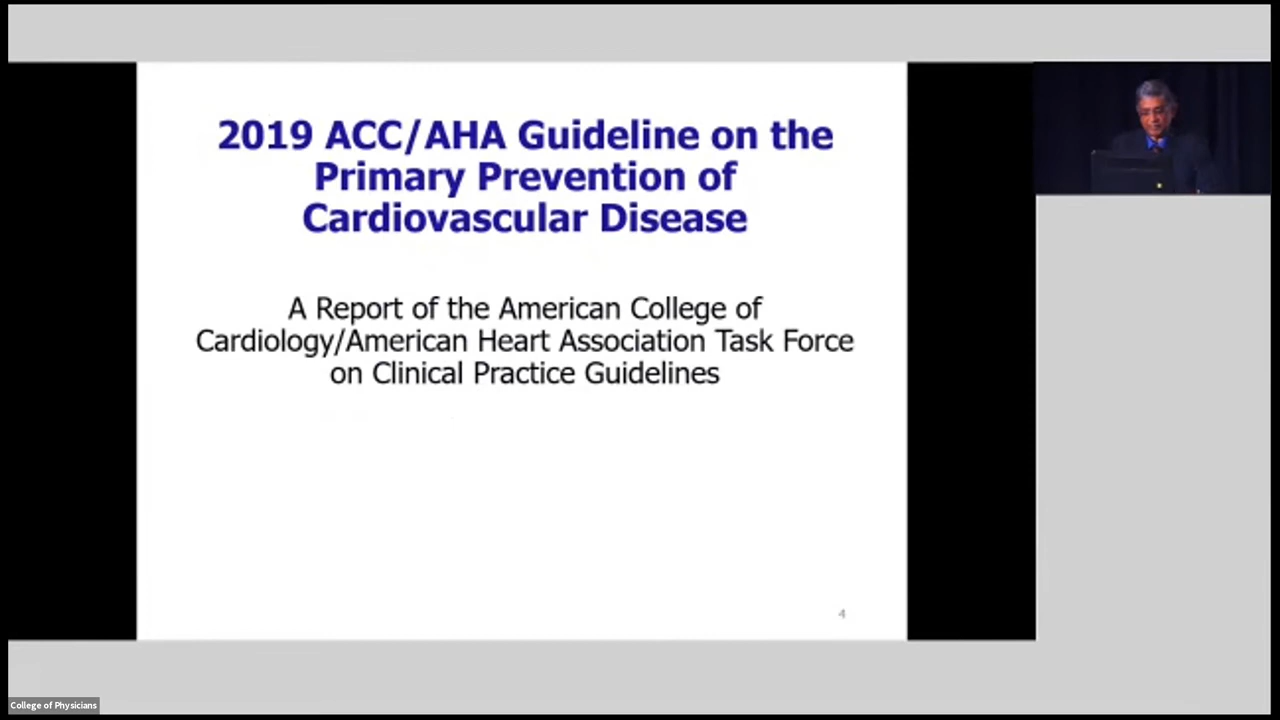 2019 ACC/AHA Guideline on the
Primary Prevention of
Cardiovascular Disease
A Report of the American College of
Cardiology/American Heart Association Task Force
on Clinical Practice Guidelines
4
College of Physicians